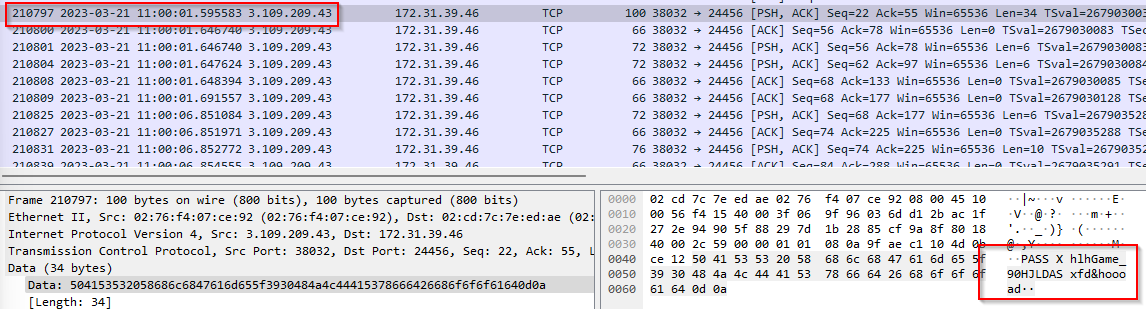 210797 2023-03-21 11:00:01.595583 3.109.209.43 172.31.39.46 TCP 100 38032 → 24456 [PSH, ACK] Seq=22 Ack=55 Win=65536 Len=34 TSval=26790300
210800 2023-03-21 11:00:01.646740 3.109.209.43 172.31.39.46 TCP 66 38032 → 24456 [ACK] Seq=56 Ack=78 Win=65536 Len=0 TSval=2679030083 TSe
210801 2023-03-21 11:00:01.646740 3.109.209.43 172.31.39.46 TCP 72 38032 → 24456 [PSH, ACK] Seq=56 Ack=78 Win=65536 Len=6 TSval=2679030083
210804 2023-03-21 11:00:01.647624 3.109.209.43 172.31.39.46 TCP 72 38032 → 24456 [PSH, ACK] Seq=62 Ack=97 Win=65536 Len=6 TSval=2679030084
210808 2023-03-21 11:00:01.648394 3.109.209.43 172.31.39.46 TCP 66 38032 → 24456 [ACK] Seq=68 Ack=133 Win=65536 Len=0 TSval=2679030085 TS
210809 2023-03-21 11:00:01.691557 3.109.209.43 172.31.39.46 TCP 66 38032 → 24456 [ACK] Seq=68 Ack=177 Win=65536 Len=0 TSval=2679030128 TS
210825 2023-03-21 11:00:06.851084 3.109.209.43 172.31.39.46 TCP 72 38032 → 24456 [PSH, ACK] Seq=68 Ack=177 Win=65536 Len=6 TSval=267903528
210827 2023-03-21 11:00:06.851971 3.109.209.43 172.31.39.46 TCP 66 38032 → 24456 [ACK] Seq=74 Ack=225 Win=65536 Len=0 TSval=2679035288 TS
210831 2023-03-21 11:00:06.852772 3.109.209.43 172.31.39.46 TCP 76 38032 → 24456 [PSH, ACK] Seq=74 Ack=225 Win=65536 Len=10 TSval=26790352
210839 2023-03-21 11:00:06.854555 3.109.209.43 172.31.39.46 TCP 66 38032 → 24456 [ACK] Seq=84 Ack=288 Win=65536 Len=0 TSval=2679035291 TS
Frame 210797: 100 bytes on wire (800 bits), 100 bytes captured (800 bits)
Ethernet II, Src: 02:76:f4:07:ce:92 (02:76:f4:07:ce:92), Dst: 02:cd:7c:7e:ed:ae (02:
Internet Protocol Version 4, Src: 3.109.209.43, Dst: 172.31.39.46
Transmission Control Protocol, Src Port: 38032, Dst Port: 24456, Seq: 22, Ack: 55, L
Data (34 bytes)
Data: 504153532058686c6847616d655f3930484a4c44415378666426686f6f6f61640d0a
[Length: 34]
0000 02 cd 7c 7e ed ae 02 76 f4 07 ce 92 08 00 45 10 ··|~···v ······E·
0010 00 56 f4 15 40 00 3f 06 9f 96 03 6d d1 2b ac 1f ·V··@·?· ···m·+··
0020 27 2e 94 90 5f 88 29 7d 1b 28 85 cf 9a 8f 80 18 '.··_·)} ·(······
0030 40 00 2c 59 00 00 01 01 08 0a 9f ae c1 10 4d 0b @·,Y···· ······M·
0040 ce 12 50 41 53 53 20 58 68 6c 68 47 61 6d 65 5f ··PASS X hlhGame_
0050 39 30 48 4a 4c 44 41 53 78 66 64 26 68 6f 6f 6f 90HJLDAS xfd&hooo
0060 61 64 0d 0a ad··